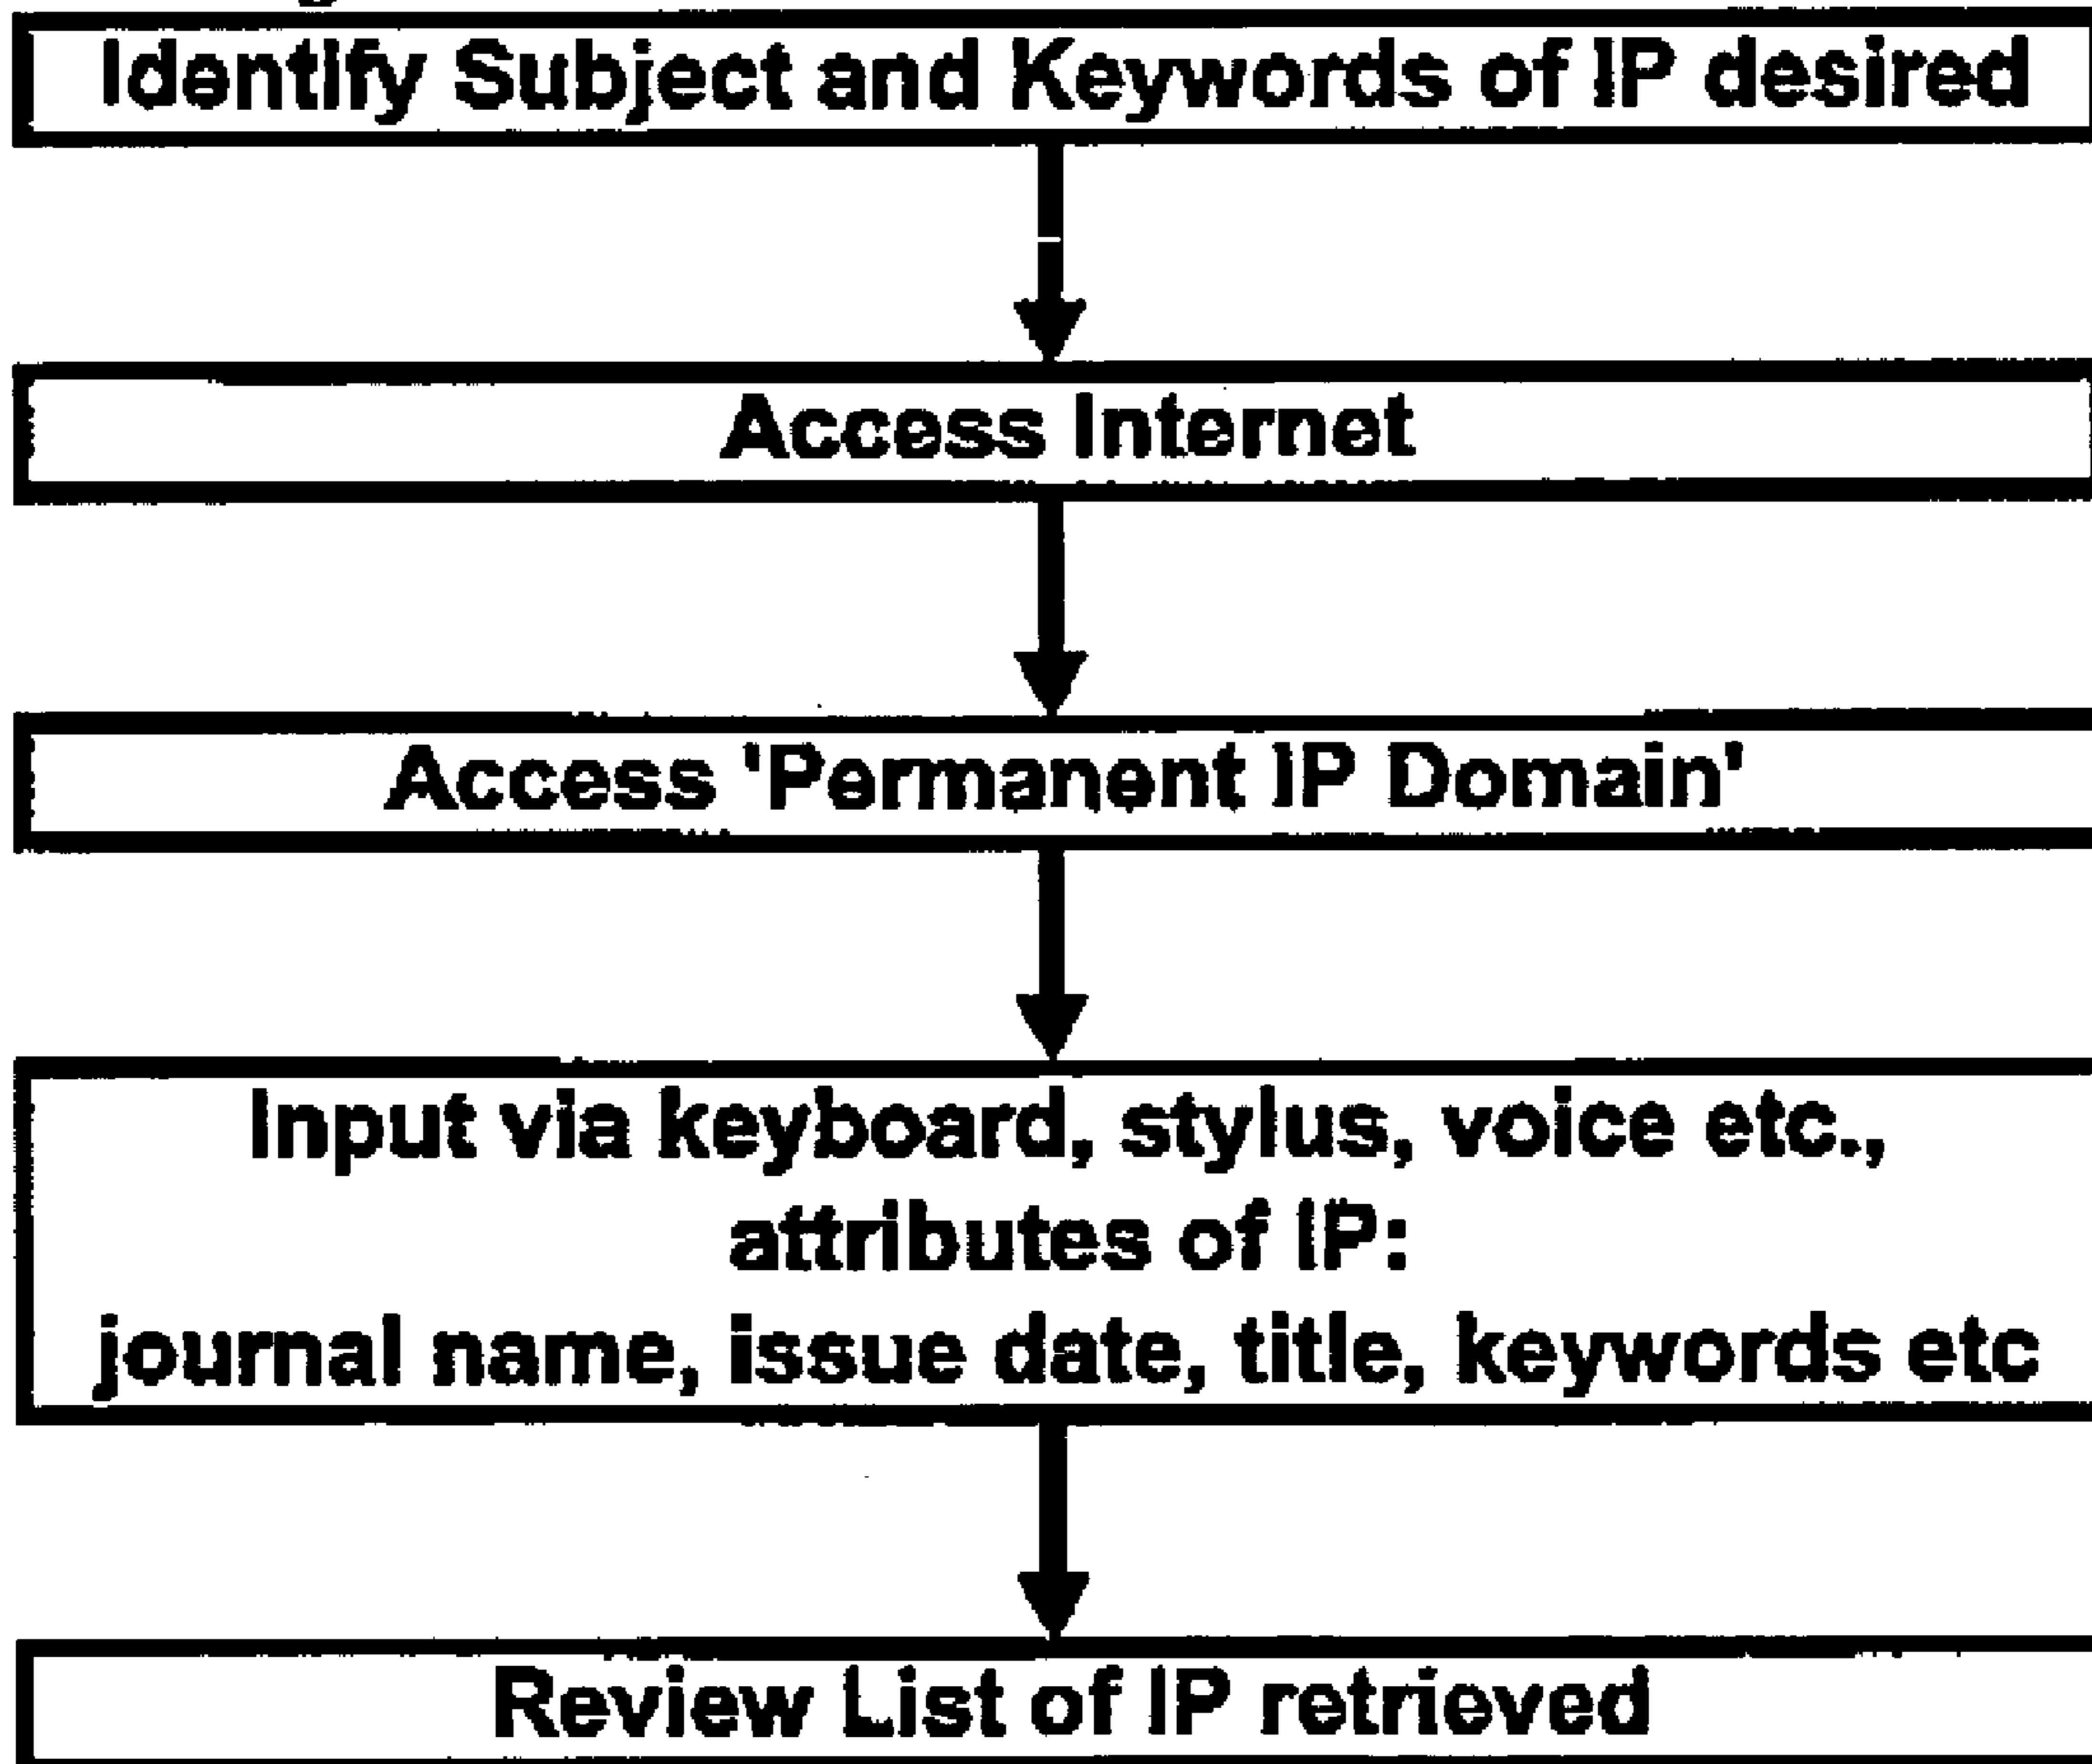 Identify Subject and Keywords of IP desired
Access Internet
Access 'Permanent IP Domain'
Input via keyboard, stylus, voice etc.,
attributes of IP:
journal name, issue date, title, keywords etc
Review List of IP retrieved